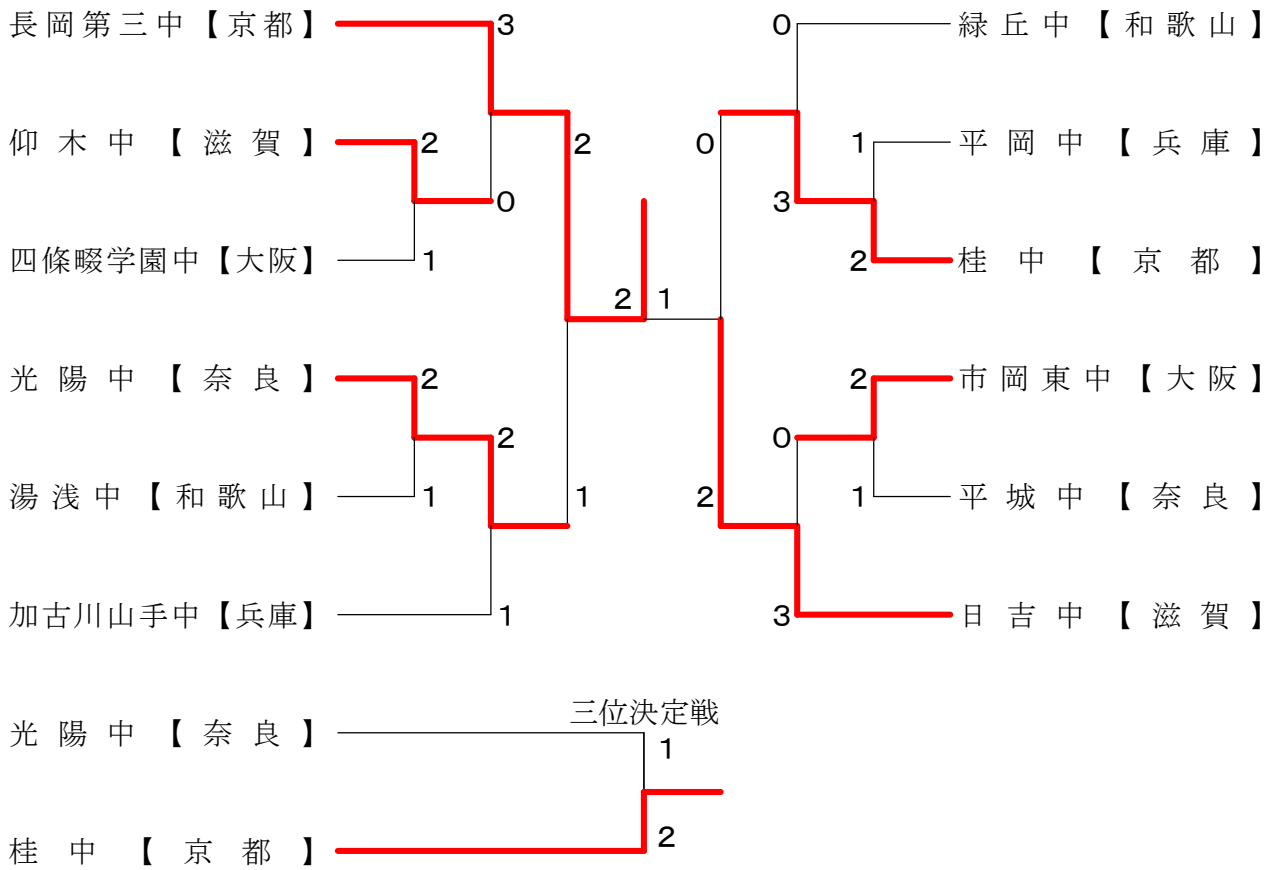 長岡第三中【京都】 3 0 緑丘中【和歌山】
仰木中【滋賀】 2 2 0 1 平岡中【兵庫】
0 3
四條畷学園中【大阪】 1 2 桂中【京都】
2 1
光陽中【奈良】 2 2 市岡東中【大阪】
2 0
湯浅中【和歌山】 1 1 2 1 平城中【奈良】
加古川山手中【兵庫】 1 3 日吉中【滋賀】
三位決定戦
光陽中【奈良】 1
桂中【京都】 2